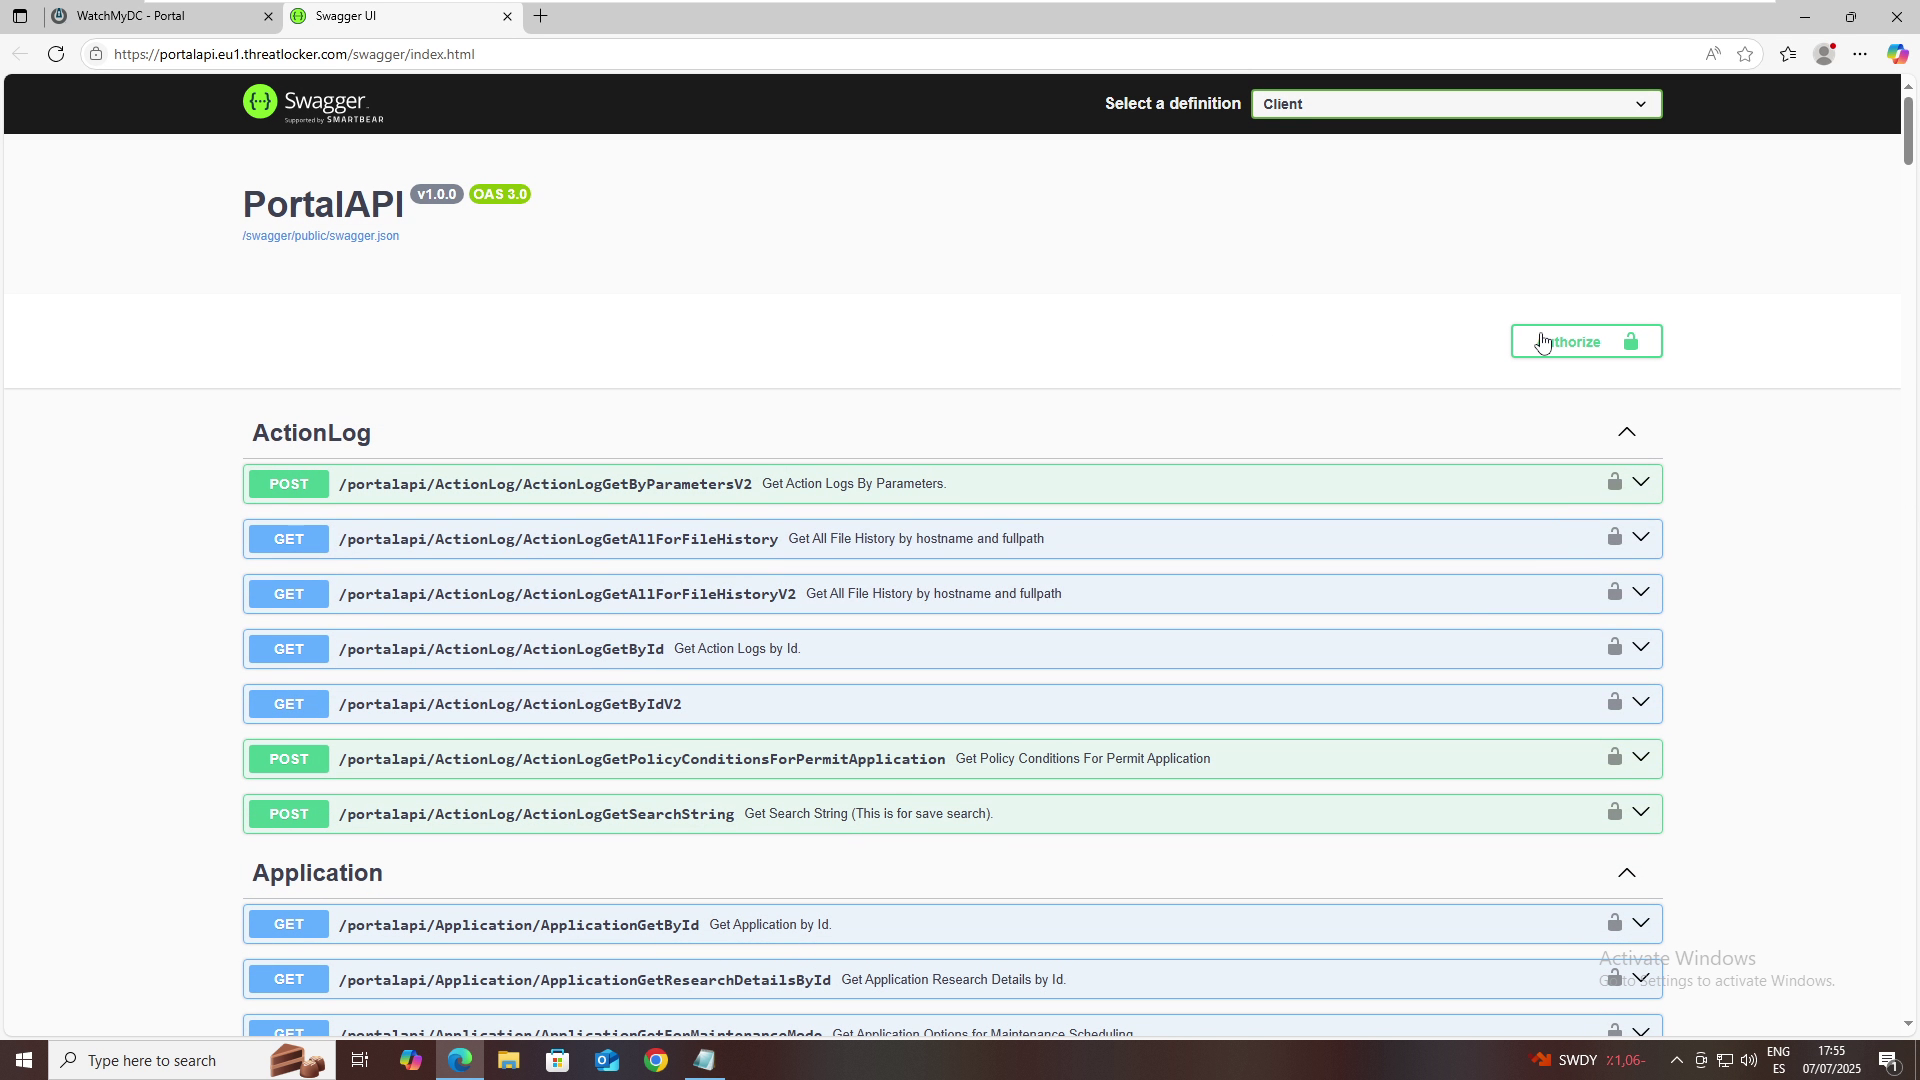 WatchMyDC - Portal
Swagger UI
https://portalapi.eu1.threatlocker.com/swagger/index.html
Swagger
Supported by SMARTBEAR
Select a definition
Client
PortalAPI
v1.0.0
OAS 3.0
/swagger/public/swagger.json
thorize
ActionLog
POST /portalapi/ActionLog/ActionLogGetByParametersV2 Get Action Logs By Parameters.
GET /portalapi/ActionLog/ActionLogGetAllForFileHistory Get All File History by hostname and fullpath
GET /portalapi/ActionLog/ActionLogGetAllForFileHistoryV2 Get All File History by hostname and fullpath
GET /portalapi/ActionLog/ActionLogGetById Get Action Logs by Id.
GET /portalapi/ActionLog/ActionLogGetByIdV2
POST /portalapi/ActionLog/ActionLogGetPolicyConditionsForPermitApplication Get Policy Conditions For Permit Application
POST /portalapi/ActionLog/ActionLogGetSearchString Get Search String (This is for save search).
Application
GET /portalapi/Application/ApplicationGetById Get Application by Id.
GET /portalapi/Application/ApplicationGetResearchDetailsById Get Application Research Details by Id.
GET /portalapi/Application/ApplicationGetForMaintenanceMode Get Application Options for Maintenance Scheduling
Activate Windows
Go to Settings to activate Windows.
Type here to search
SWDY %1,06-
ENG
ES
17:55
07/07/2025
1